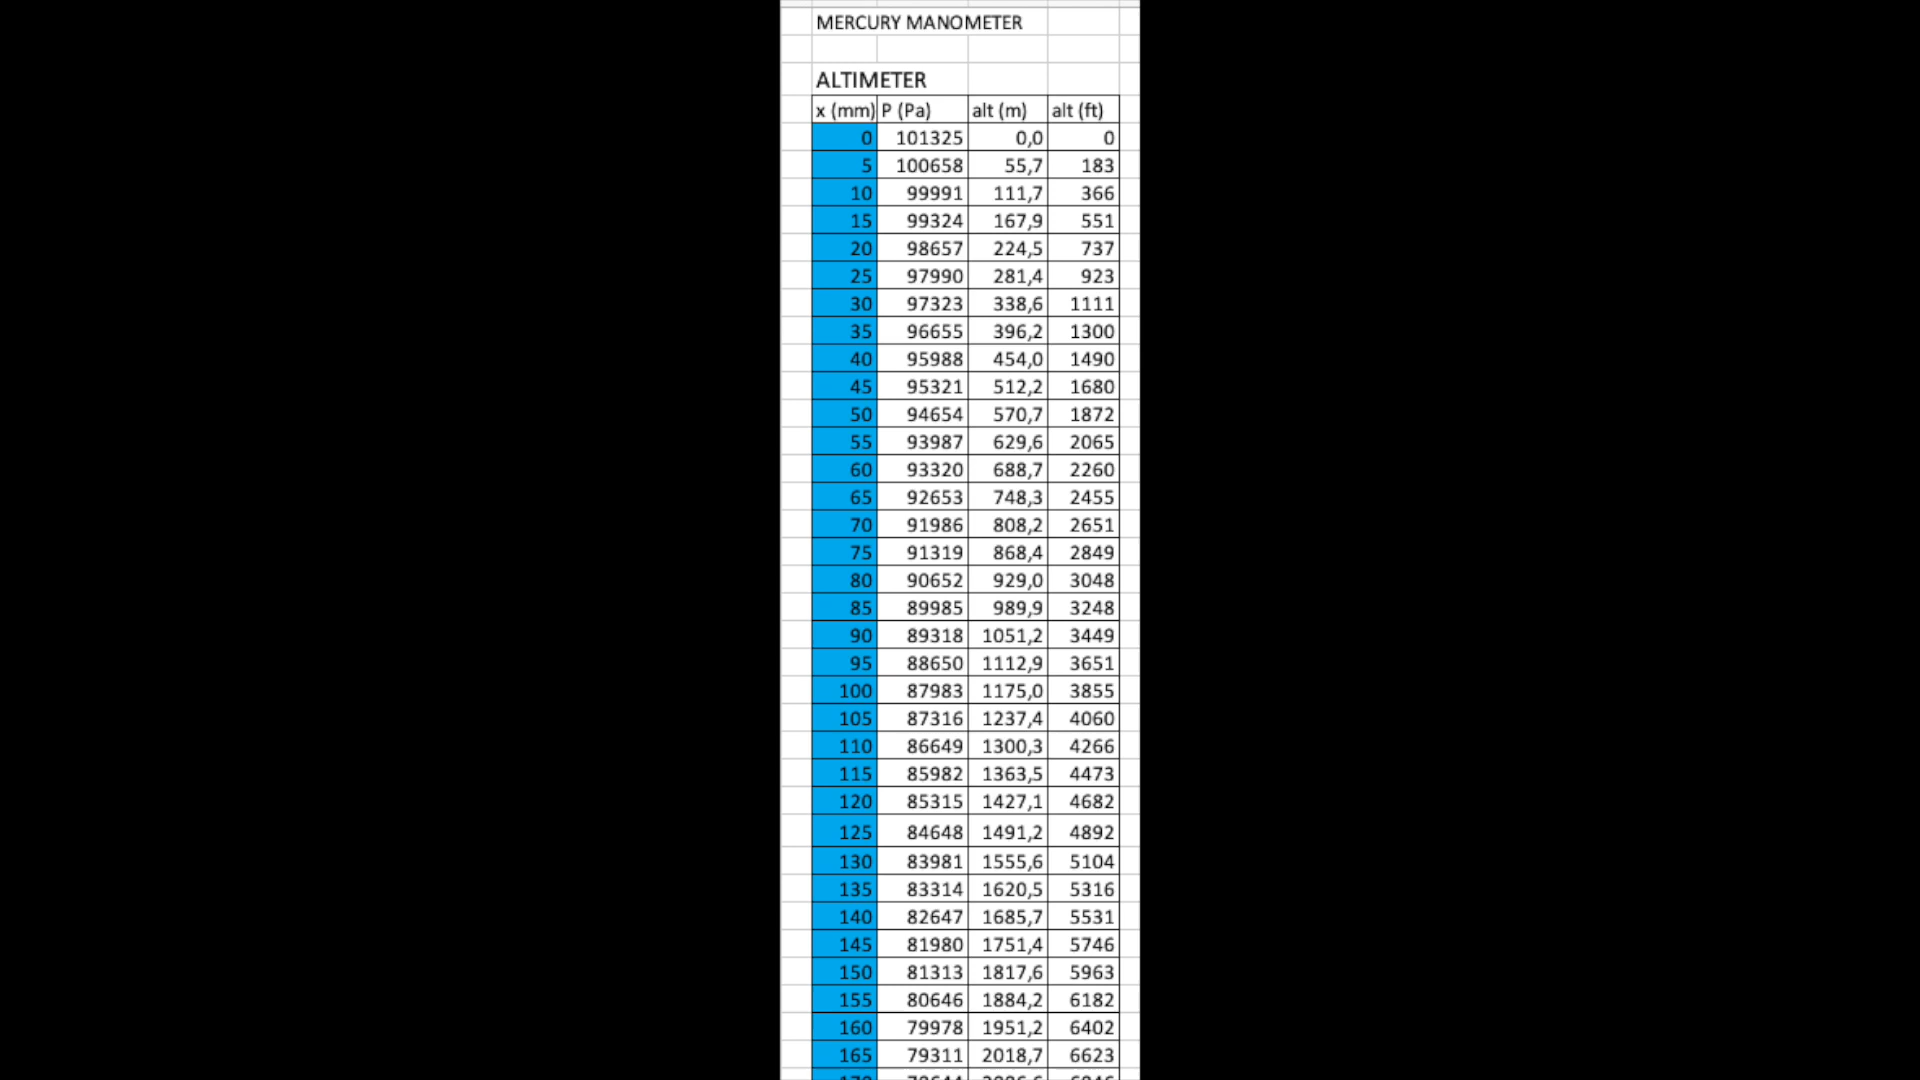 MERCURY MANOMETER
ALTIMETER
x (mm) P (Pa) alt (m) alt (ft)
0 101325 0,0 0
5 100658 55,7 183
10 99991 111,7 366
15 99324 167,9 551
20 98657 224,5 737
25 97990 281,4 923
30 97323 338,6 1111
35 96655 396,2 1300
40 95988 454,0 1490
45 95321 512,2 1680
50 94654 570,7 1872
55 93987 629,6 2065
60 93320 688,7 2260
65 92653 748,3 2455
70 91986 808,2 2651
75 91319 868,4 2849
80 90652 929,0 3048
85 89985 989,9 3248
90 89318 1051,2 3449
95 88650 1112,9 3651
100 87983 1175,0 3855
105 87316 1237,4 4060
110 86649 1300,3 4266
115 85982 1363,5 4473
120 85315 1427,1 4682
125 84648 1491,2 4892
130 83981 1555,6 5104
135 83314 1620,5 5316
140 82647 1685,7 5531
145 81980 1751,4 5746
150 81313 1817,6 5963
155 80646 1884,2 6182
160 79978 1951,2 6402
165 79311 2018,7 6623